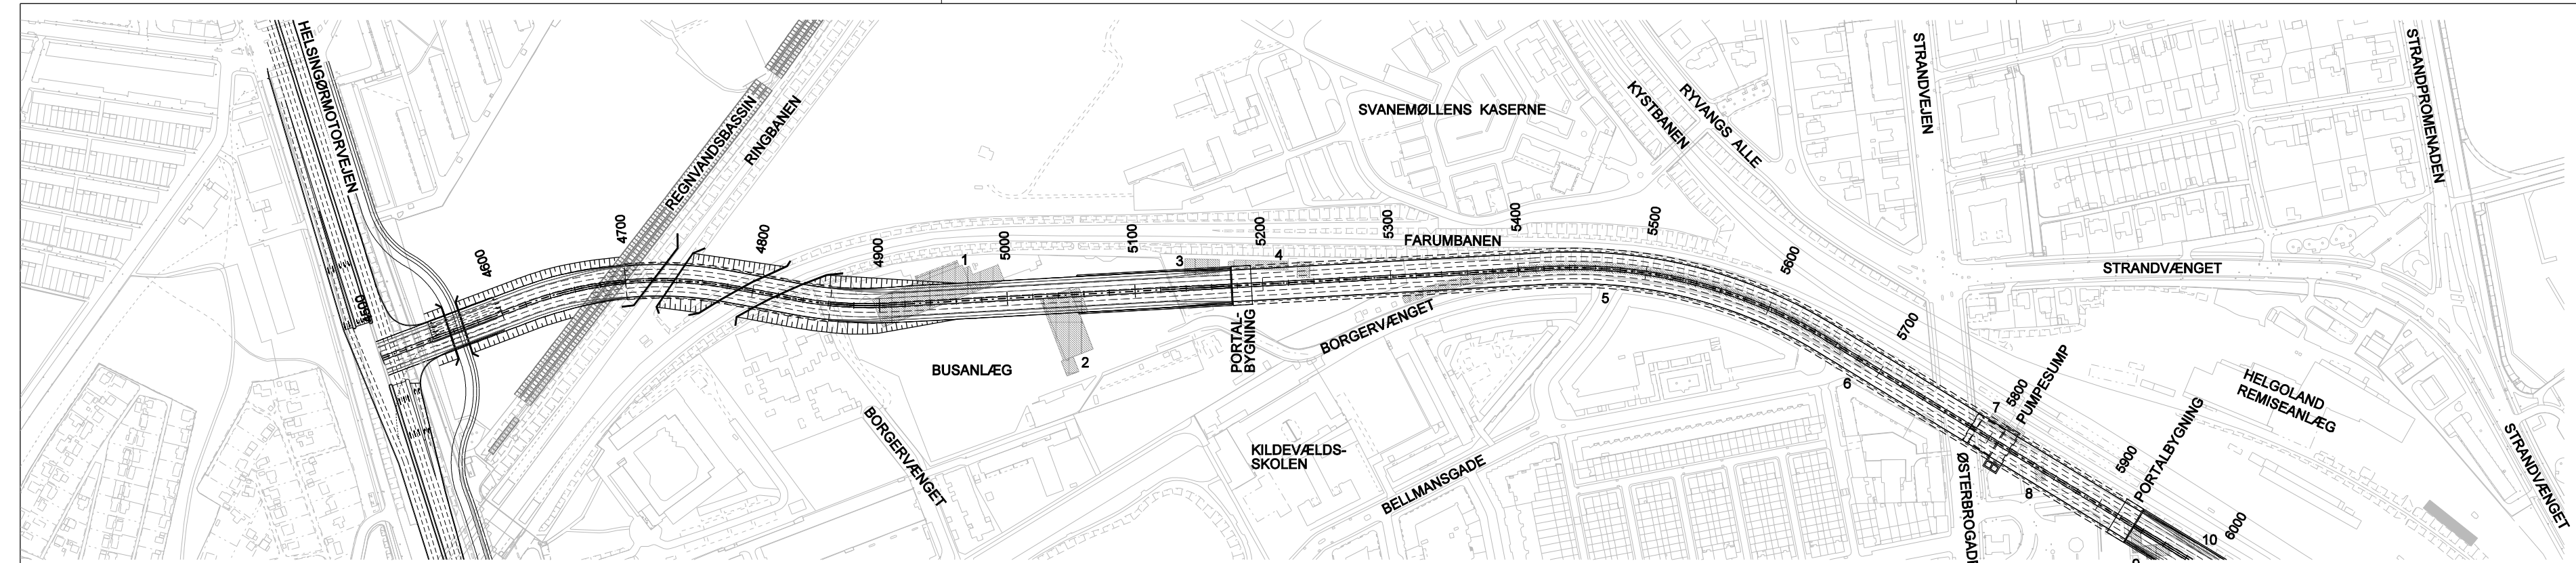 HELSINGØRMOTORVEJEN
REGNVANDSBASSIN
RINGBANEN
SVANEMØLLENS KASERNE
KYSTBANEN
RYVANGS ALLE
STRANDVEJEN
STRANDPROMENADEN
4500
4600
4700
4800
4900
5000
5100
5200
5300
5400
5500
5600
5700
5800
5900
6000
1
2
3
4
5
6
7
8
10
FARUMBANEN
STRANDVÆNGET
PORTAL-
BYGNING
BORGERVÆNGET
BUSANLÆG
BORGERVÆNGET
KILDEVÆLDS-
SKOLEN
BELLMANSGADE
PUMPESUMP
HELGOLAND
REMISEANLÆG
PORTALBYGNING
ØSTERBROGADE
STRANDVÆNGET